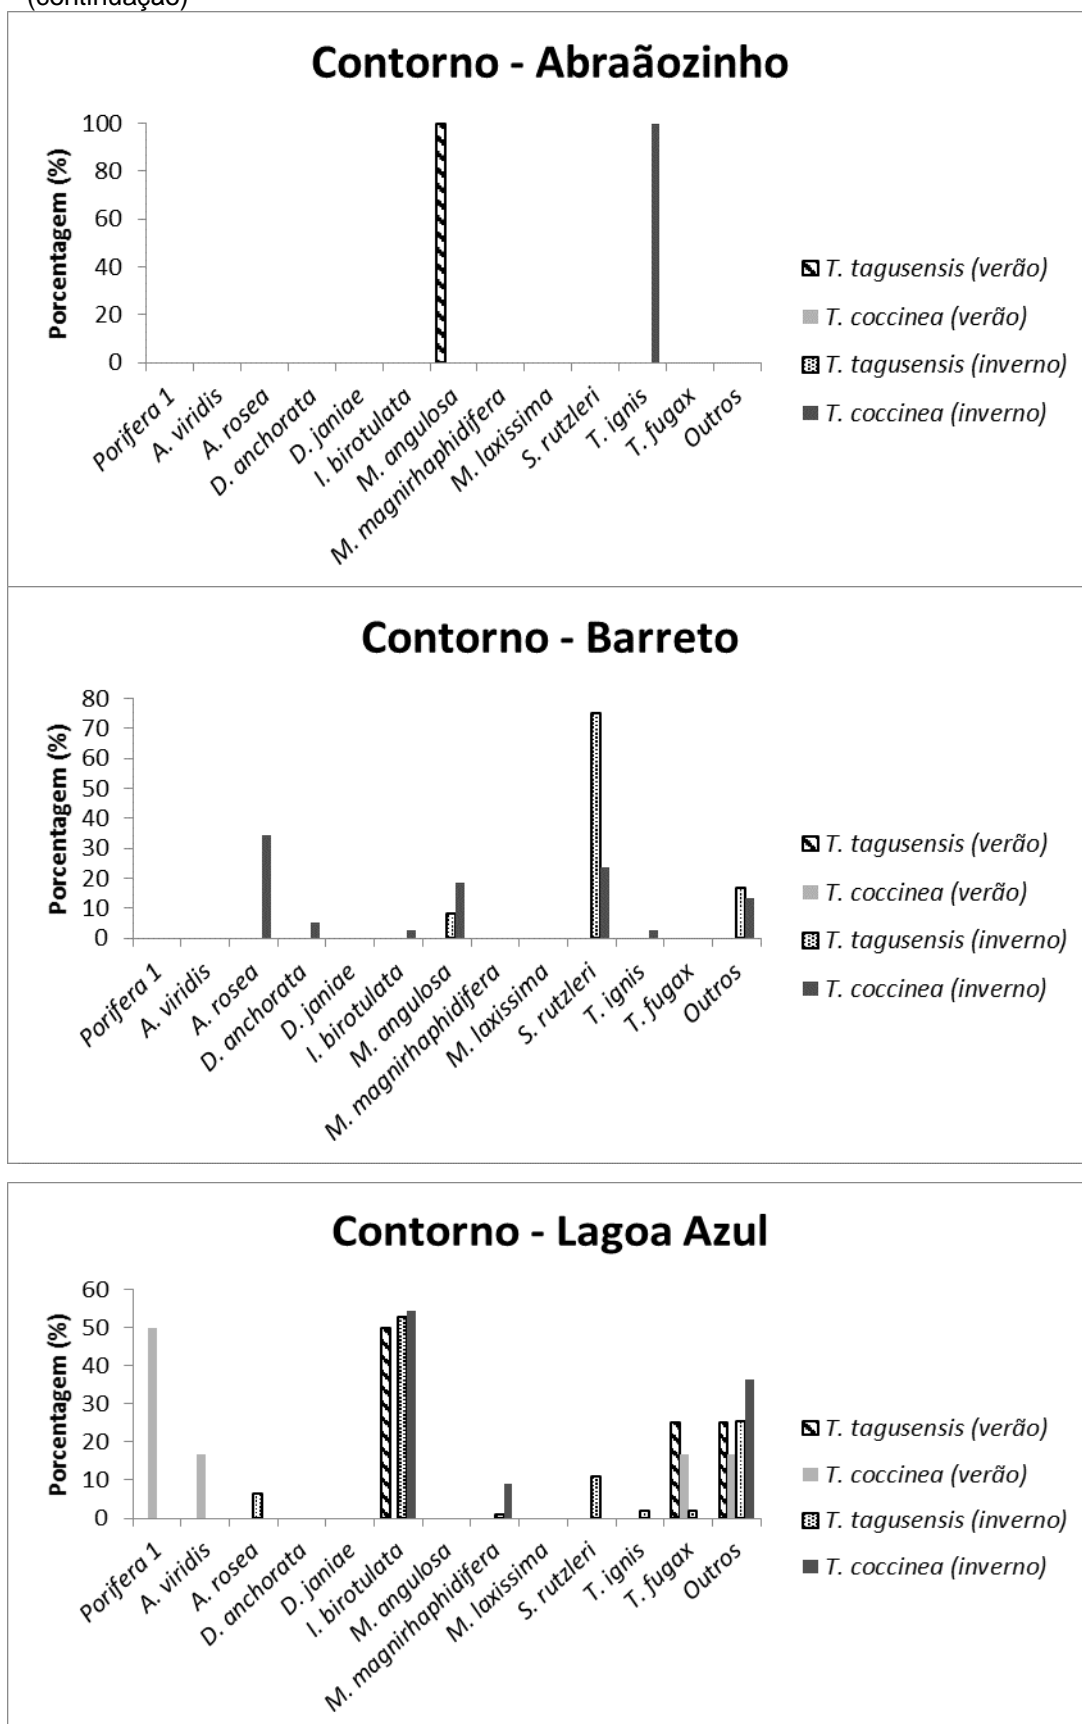 (continuação)
Contorno - Abraãozinho
Porcentagem (%)
100
80
60
40
20
0
Porifera 1
A. viridis
A. rosea
D. anchorata
D. janiae
I. birotulata
M. angulosa
M. magnirhaphidifera
M. laxissima
S. rutzleri
T. ignis
T. fugax
Outros
T. tagusensis (verão)
T. coccinea (verão)
T. tagusensis (inverno)
T. coccinea (inverno)
Contorno - Barreto
Porcentagem (%)
80
70
60
50
40
30
20
10
0
Porifera 1
A. viridis
A. rosea
D. anchorata
D. janiae
I. birotulata
M. angulosa
M. magnirhaphidifera
M. laxissima
S. rutzleri
T. ignis
T. fugax
Outros
T. tagusensis (verão)
T. coccinea (verão)
T. tagusensis (inverno)
T. coccinea (inverno)
Contorno - Lagoa Azul
Porcentagem (%)
60
50
40
30
20
10
0
Porifera 1
A. viridis
A. rosea
D. anchorata
D. janiae
I. birotulata
M. angulosa
M. magnirhaphidifera
M. laxissima
S. rutzleri
T. ignis
T. fugax
Outros
T. tagusensis (verão)
T. coccinea (verão)
T. tagusensis (inverno)
T. coccinea (inverno)